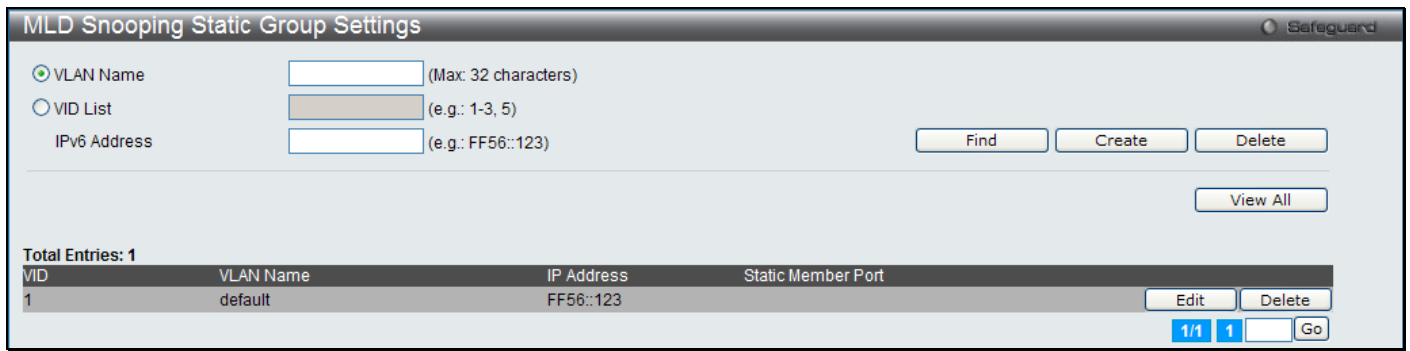 MLD Snooping Static Group Settings Safeguard
VLAN Name (Max: 32 characters)
VID List (e.g.: 1-3, 5)
IPv6 Address (e.g.: FF56::123) Find Create Delete
View All
Total Entries: 1
VID VLAN Name IP Address Static Member Port
1 default FF56::123 Edit Delete
1/1 1 Go